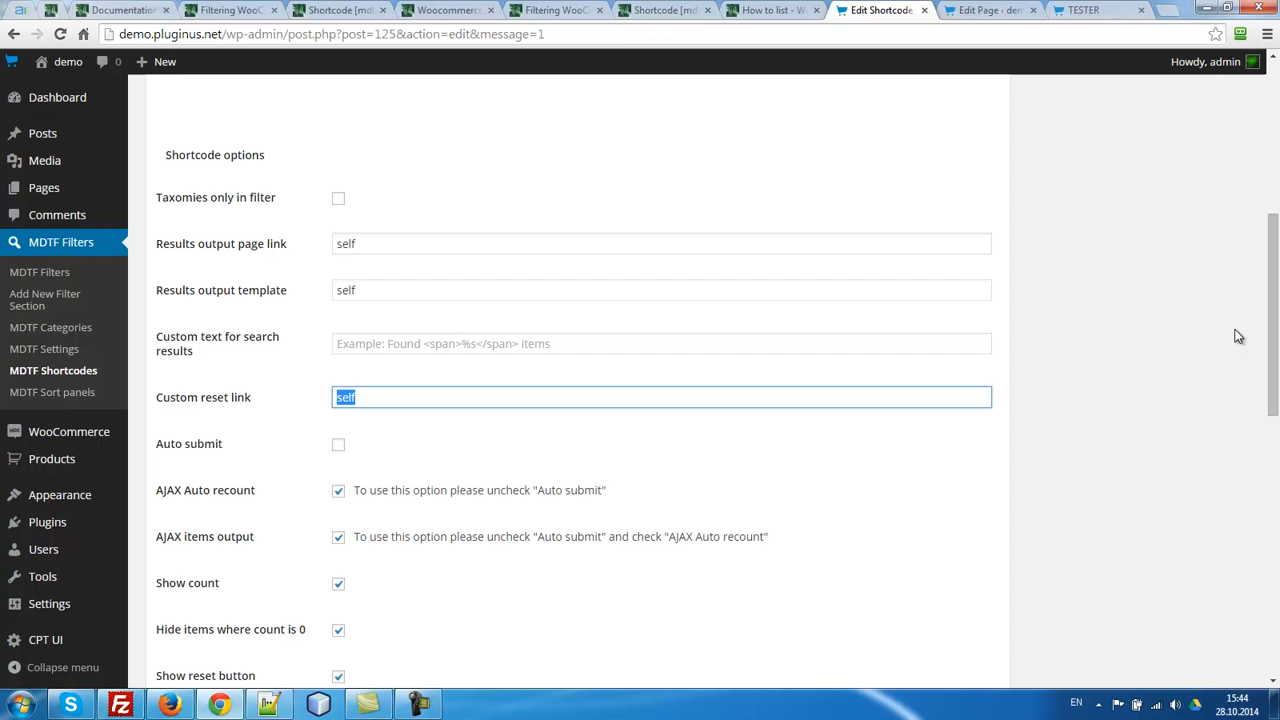 Documentation
Filtering WooC
Shortcode [md
Woocommerce
Filtering WooC
Shortcode [md
How to list - W
Edit Shortcode
Edit Page ‹ dem
TESTER
demo.pluginus.net/wp-admin/post.php?post=125&action=edit&message=1
demo
0
New
Howdy, admin
Dashboard
Posts
Media
Pages
Comments
MDTF Filters
MDTF Filters
Add New Filter
Section
MDTF Categories
MDTF Settings
MDTF Shortcodes
MDTF Sort panels
WooCommerce
Products
Appearance
Plugins
Users
Tools
Settings
CPT UI
Collapse menu
Shortcode options
Taxomies only in filter
Results output page link
self
Results output template
self
Custom text for search
results
Example: Found <span>%s</span> items
Custom reset link
self
Auto submit
AJAX Auto recount
To use this option please uncheck "Auto submit"
AJAX items output
To use this option please uncheck "Auto submit" and check "AJAX Auto recount"
Show count
Hide items where count is 0
Show reset button
EN
15:44
28.10.2014